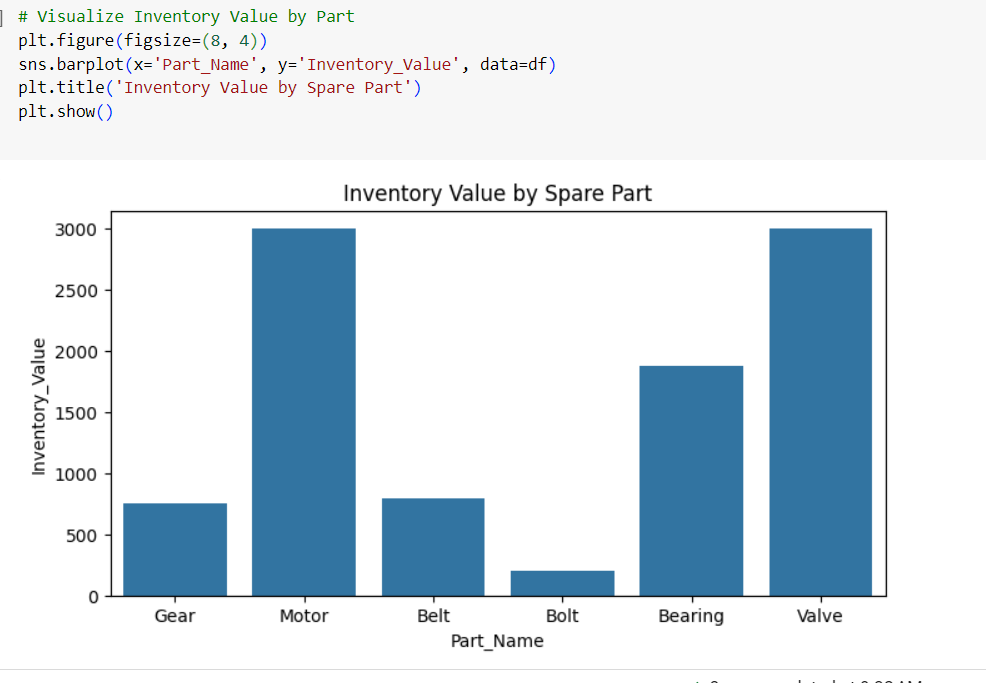 # Visualize Inventory Value by Part
plt.figure(figsize=(8, 4))
sns.barplot(x='Part_Name', y='Inventory_Value', data=df)
plt.title('Inventory Value by Spare Part')
plt.show()
Inventory Value by Spare Part
3000
2500
2000
1500
1000
500
0
Inventory_Value
Gear Motor Belt Bolt Bearing Valve
Part_Name